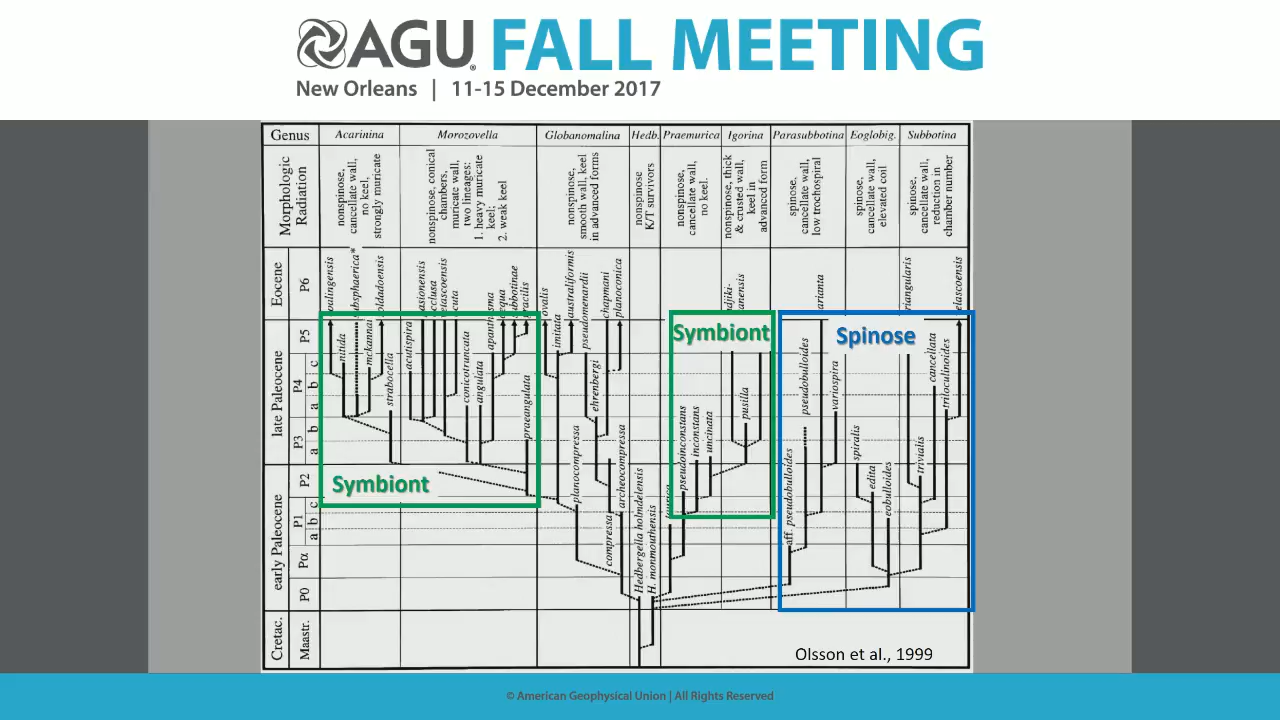 AGU FALL MEETING
New Orleans | 11-15 December 2017
Genus
Acarinina
Morozovella
Globanomalina
Hedb.
Praemurica
Igorina
Parasubbotina
Eoglobig.
Subbotina
Morphologic
Radiation
nonspinose,
cancellate wall,
no keel,
strongly muricate
nonspinose, conical
chambers,
muricate wall,
two lineages:
1. heavy muricate
keel;
2. weak keel
nonspinose,
smooth wall, keel
in advanced forms
nonspinose
K/T survivors
nonspinose,
cancellate wall,
no keel.
nonspinose, thick
& crusted wall,
keel in
advanced form
spinose,
cancellate wall,
low trochospiral
spinose,
cancellate wall,
elevated coil
spinose,
cancellate wall,
reduction in
chamber number
Eocene
P6
subsphaerica*
australiformis
pseudomenardii
chapmani
planoconica
ovalis
imitata
late Paleocene
P5
P4
c
b
a
P3
b
a
early Paleocene
P2
P1
c
b
a
Pα
P0
Cretac.
Maastr.
nitida
mckannai
strabocella
acutispira
conicotruncata
angulata
praeangulata
ehrenbergi
planocompressa
archeocompressa
compressa
Hedbergella holmdelensis
H. monmouthensis
pseudoinconstans
inconstans
uncinata
pusilla
aff. pseudobulloides
pseudobulloides
variospira
spiralis
edita
eobulloides
trivialis
cancellata
triloculinoides
Symbiont
Symbiont
Spinose
Olsson et al., 1999
© American Geophysical Union | All Rights Reserved